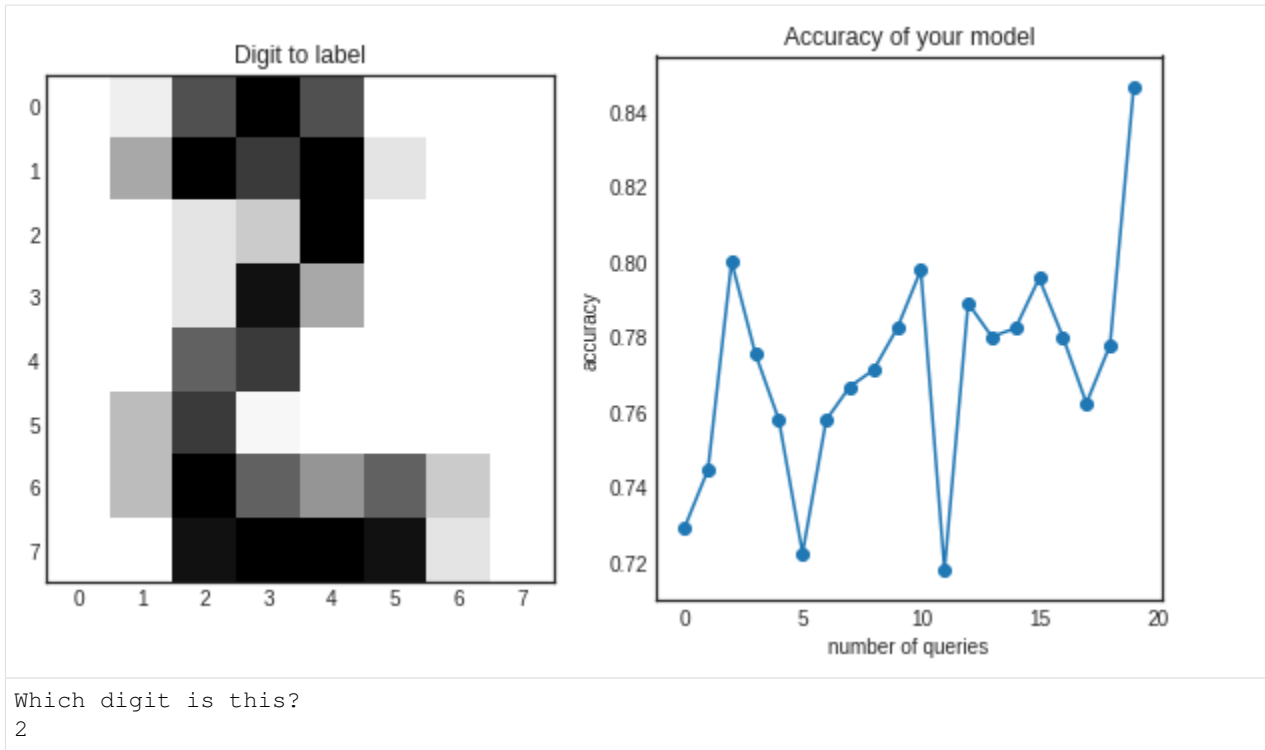 Digit to label
0
1
2
3
4
5
6
7
0 1 2 3 4 5 6 7
Accuracy of your model
accuracy
0.84
0.82
0.80
0.78
0.76
0.74
0.72
0 5 10 15 20
number of queries
Which digit is this?
2